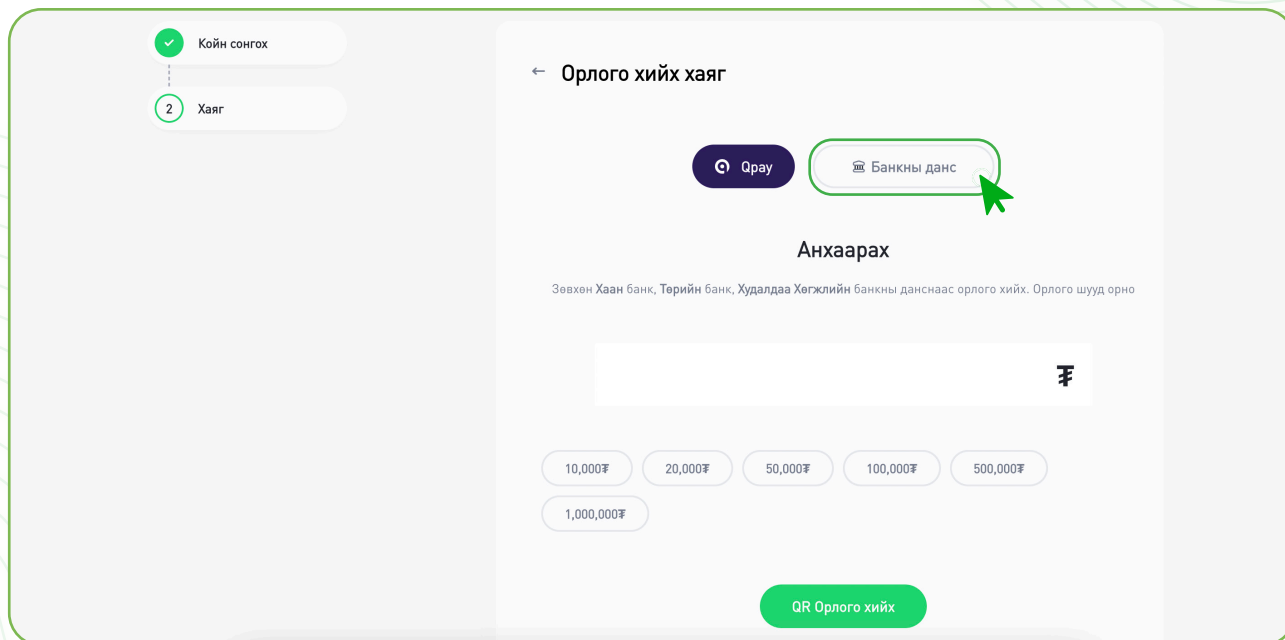 Койн сонгох
2 Хаяг
← Орлого хийх хаяг
Qpay
Банкны данс
Анхаарах
Зөвхөн Хаан банк, Төрийн банк, Худалдаа Хөгжлийн банкны данснаас орлого хийх. Орлого шууд орно
₮
10,000₮ 20,000₮ 50,000₮ 100,000₮ 500,000₮
1,000,000₮
QR Орлого хийх